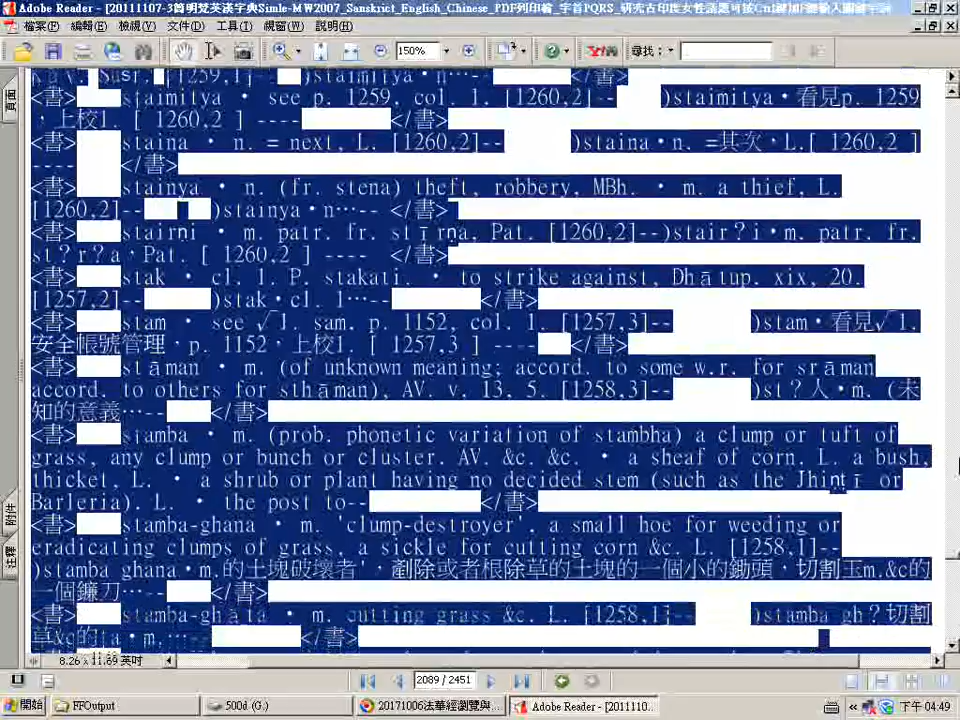 Adobe Reader - [20111107-3簡明梵英漢字典Simle-MW2007_Sanskrict_English_Chinese_PDF列印檔_字首PQRS_研究古印度女性議題可按Ctrl鍵加F鍵輸入關鍵字
檔案(F) 編輯(E) 檢視(V) 文件(D) 工具(T) 視窗(W) 說明(H)
150% 尋找：
Kāv. Suśr. [1259,1]-- )staimitya‧n…-- </書>
<書> staimitya ‧ see p. 1259, col. 1. [1260,2]-- )staimitya‧看見p. 1259
，上校1. [ 1260,2 ] ---- </書>
<書> staina ‧ n. = next, L. [1260,2]-- )staina‧n. =其次，L.[ 1260,2 ]
---- </書>
<書> stainya ‧ n. (fr. stena) theft, robbery, MBh. ‧ m. a thief, L.
[1260,2]-- )stainya‧n…-- </書>
<書> stairṇi ‧ m. patr. fr. stīrṇa, Pat. [1260,2]--)stair?i‧m. patr. fr.
st?r?a，Pat. [ 1260,2 ] ---- </書>
<書> stak ‧ cl. 1. P. stakati. ‧ to strike against, Dhātup. xix, 20.
[1257,2]-- )stak‧cl. 1…-- </書>
<書> stam ‧ see √1. sam. p. 1152, col. 1. [1257,3]-- )stam‧看見√1.
安全帳號管理，p. 1152，上校1. [ 1257,3 ] ---- </書>
<書> stāman ‧ m. (of unknown meaning; accord. to some w.r. for srāman
accord. to others for sthāman), AV. v. 13, 5. [1258,3]-- )st?人‧m. (未
知的意義…-- </書>
<書> stamba ‧ m. (prob. phonetic variation of stambha) a clump or tuft of
grass, any clump or bunch or cluster. AV. &c. &c. ‧ a sheaf of corn. L. a bush,
thicket, L. ‧ a shrub or plant having no decided stem (such as the Jhiṇṭī or
Barleria). L. ‧ the post to-- </書>
<書> stamba-ghana ‧ m. 'clump-destroyer'. a small hoe for weeding or
eradicating clumps of grass, a sickle for cutting corn &c. L. [1258,1]--
)stamba ghana‧m.的土塊破壞者'，剷除或者根除草的土塊的一個小的鋤頭，切割玉m.&c的
一個鐮刀…-- </書>
<書> stamba-ghāta ‧ m. cutting grass &c. L. [1258,1]-- )stamba gh?切割
草&c的ta‧m.…-- </書>
頁面
附件
註釋
8.26 x 11.69 英吋
2089 / 2451
開始 FFOutput 500d (G:) 20171006法華經瀏覽與... Adobe Reader - [2011110... 下午 04:49